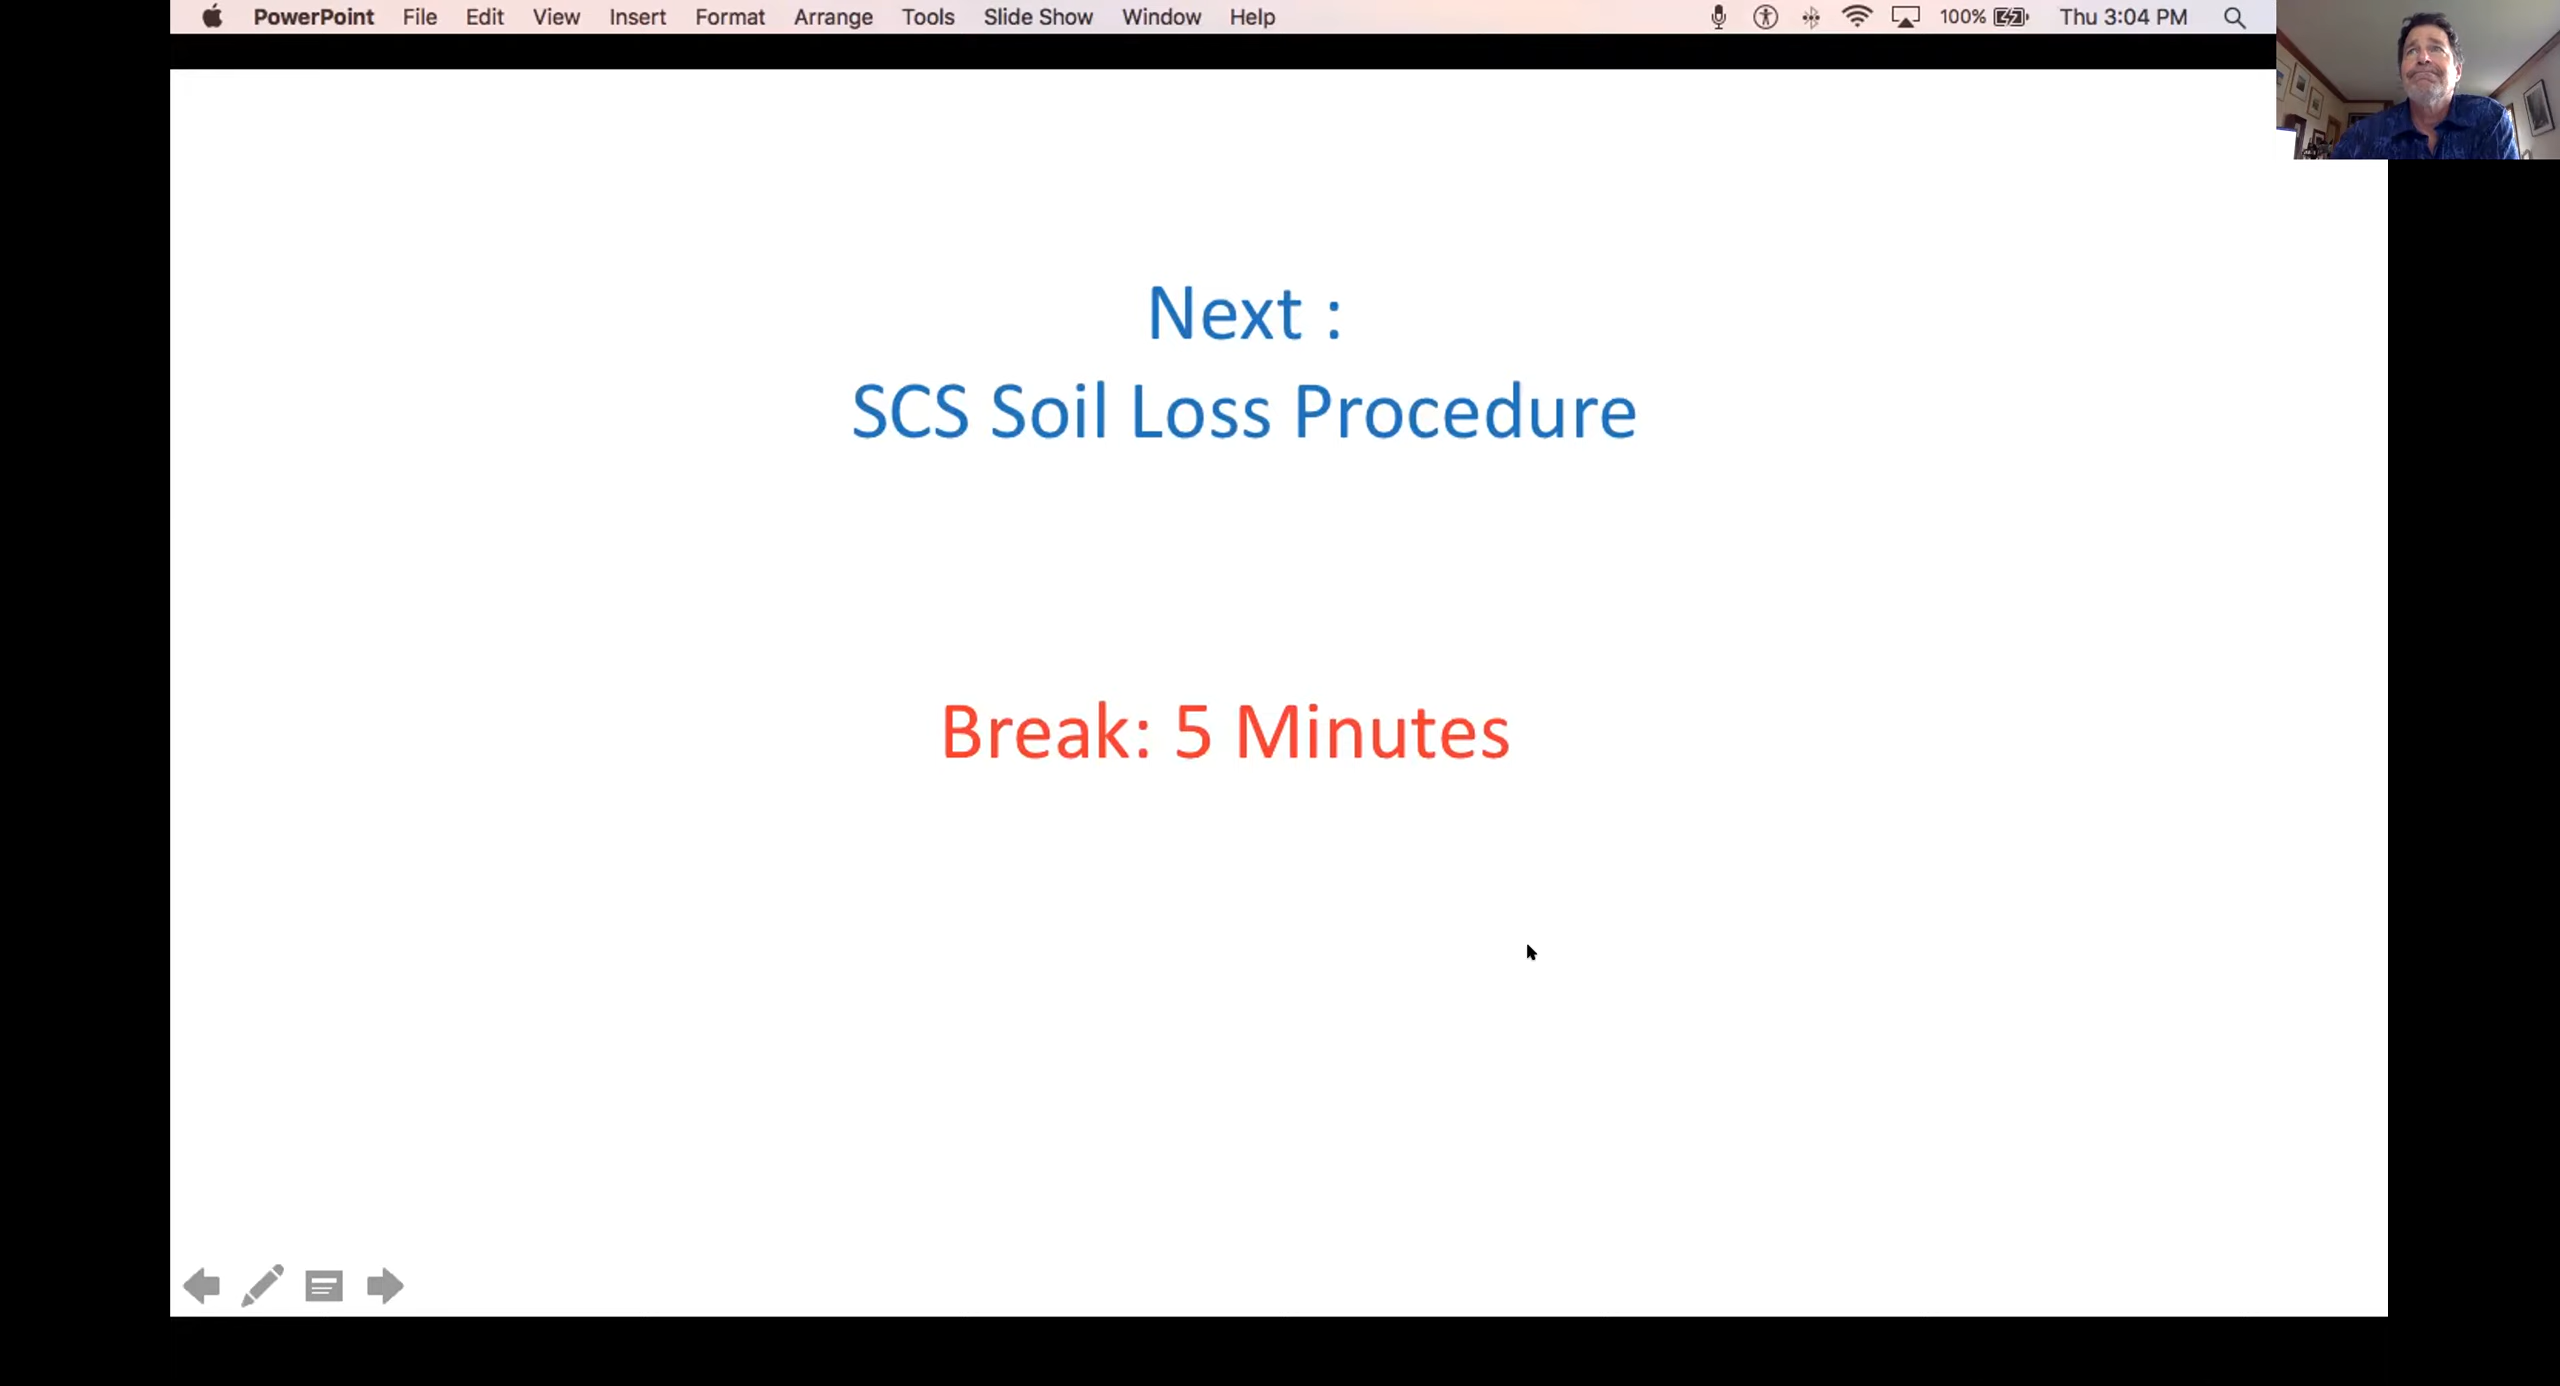 PowerPoint File Edit View Insert Format Arrange Tools Slide Show Window Help 100% Thu 3:04 PM
Next :
SCS Soil Loss Procedure
Break: 5 Minutes